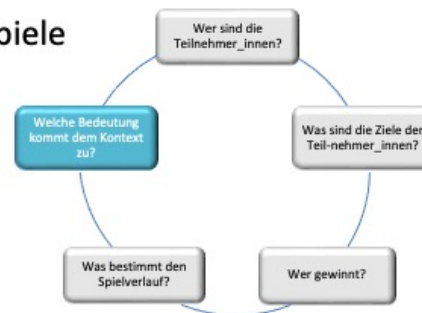 piele
Wer sind die
Teilnehmer_innen?
Was sind die Ziele der
Teil-nehmer_innen?
Wer gewinnt?
Was bestimmt den
Spielverlauf?
Welche Bedeutung
kommt dem Kontext
zu?